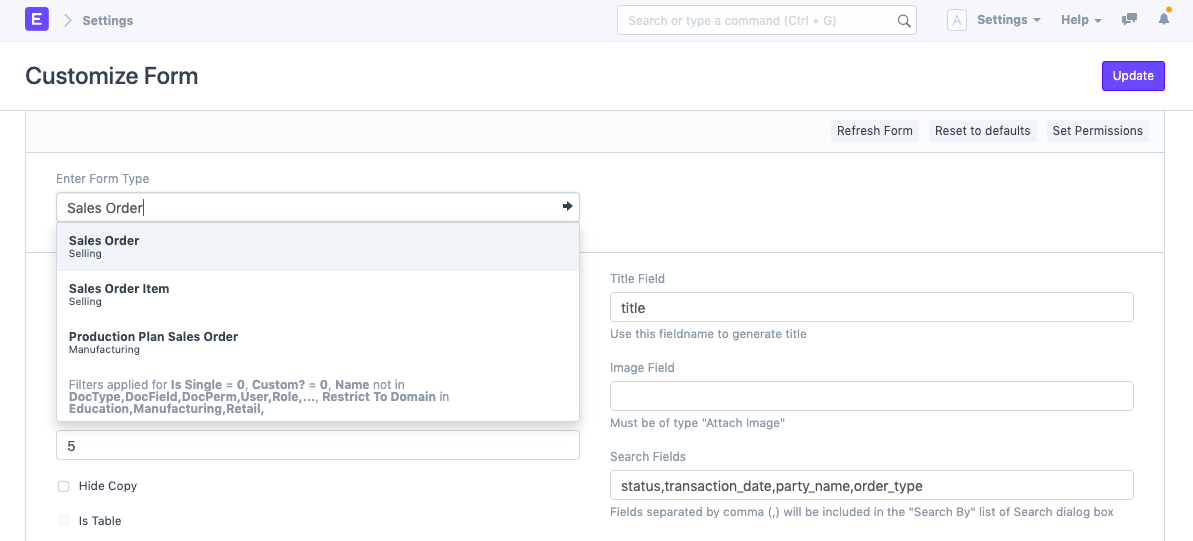 E
Settings
Search or type a command (Ctrl + G)
A
Settings
Help
Customize Form
Update
Refresh Form
Reset to defaults
Set Permissions
Enter Form Type
Sales Order
Sales Order
Selling
Sales Order Item
Selling
Production Plan Sales Order
Manufacturing
Filters applied for Is Single = 0, Custom? = 0, Name not in
DocType,DocField,DocPerm,User,Role,..., Restrict To Domain in
Education,Manufacturing,Retail,
5
Hide Copy
Is Table
Title Field
title
Use this fieldname to generate title
Image Field
Must be of type "Attach Image"
Search Fields
status,transaction_date,party_name,order_type
Fields separated by comma (,) will be included in the "Search By" list of Search dialog box